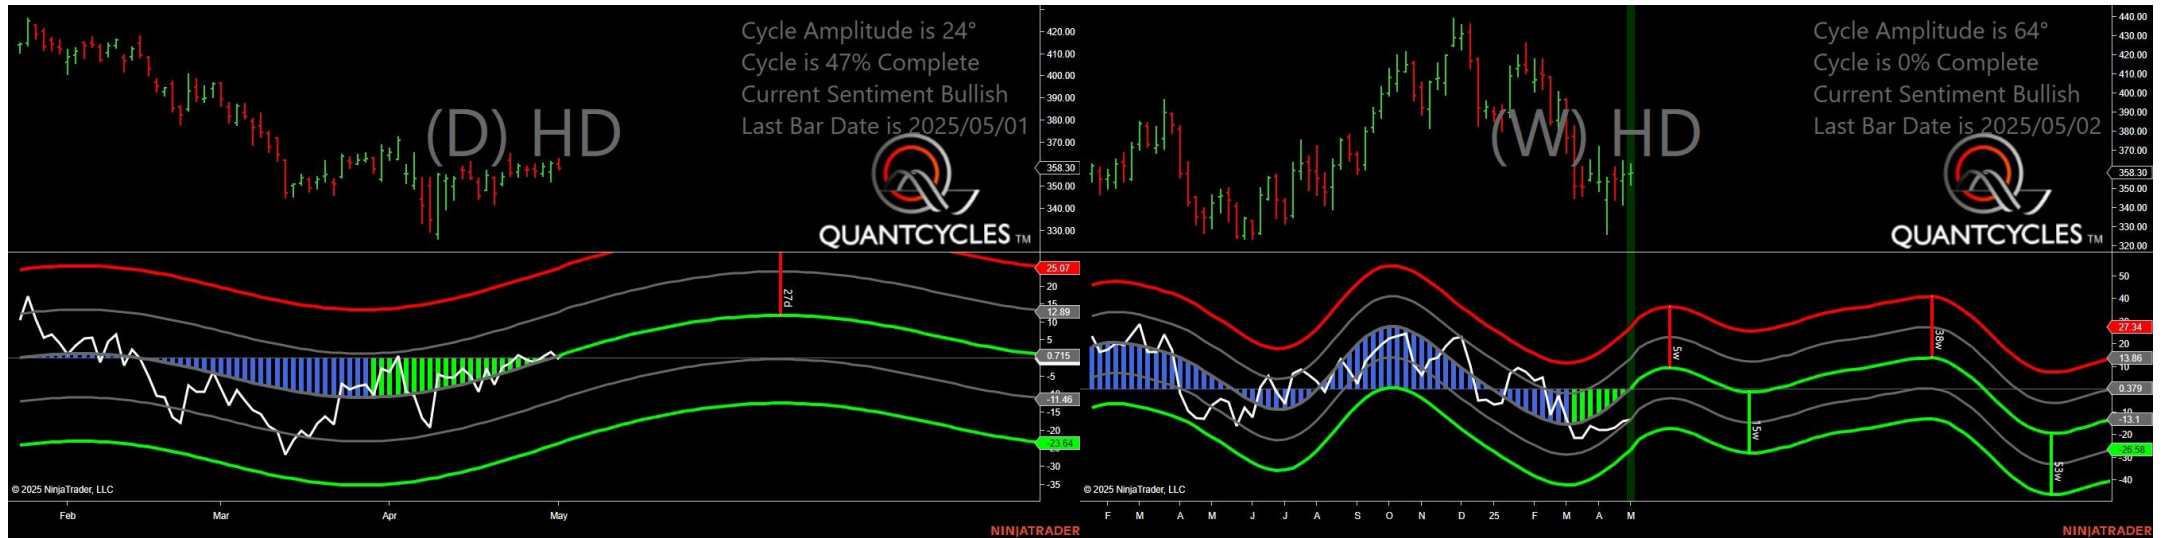 Cycle Amplitude is 24°
Cycle is 47% Complete
Current Sentiment Bullish
Last Bar Date is 2025/05/01
(D) HD
QUANTCYCLES TM
420.00
410.00
400.00
390.00
380.00
370.00
358.30
350.00
340.00
330.00
27d
25.07
20
15
12.89
10
5
0.715
-5
-11.46
-15
-20
-23.64
-30
-35
© 2025 NinjaTrader, LLC
Feb Mar Apr May
NINJATRADER
Cycle Amplitude is 64°
Cycle is 0% Complete
Current Sentiment Bullish
Last Bar Date is 2025/05/02
(W) HD
QUANTCYCLES TM
440.00
430.00
420.00
410.00
400.00
390.00
380.00
370.00
358.30
350.00
340.00
330.00
320.00
5w
15w
38w
53w
50
40
27.34
20
13.86
10
0.379
-13.1
-20
-26.58
-30
-40
© 2025 NinjaTrader, LLC
F M A M J J A S O N D 25 F M A M
NINJATRADER